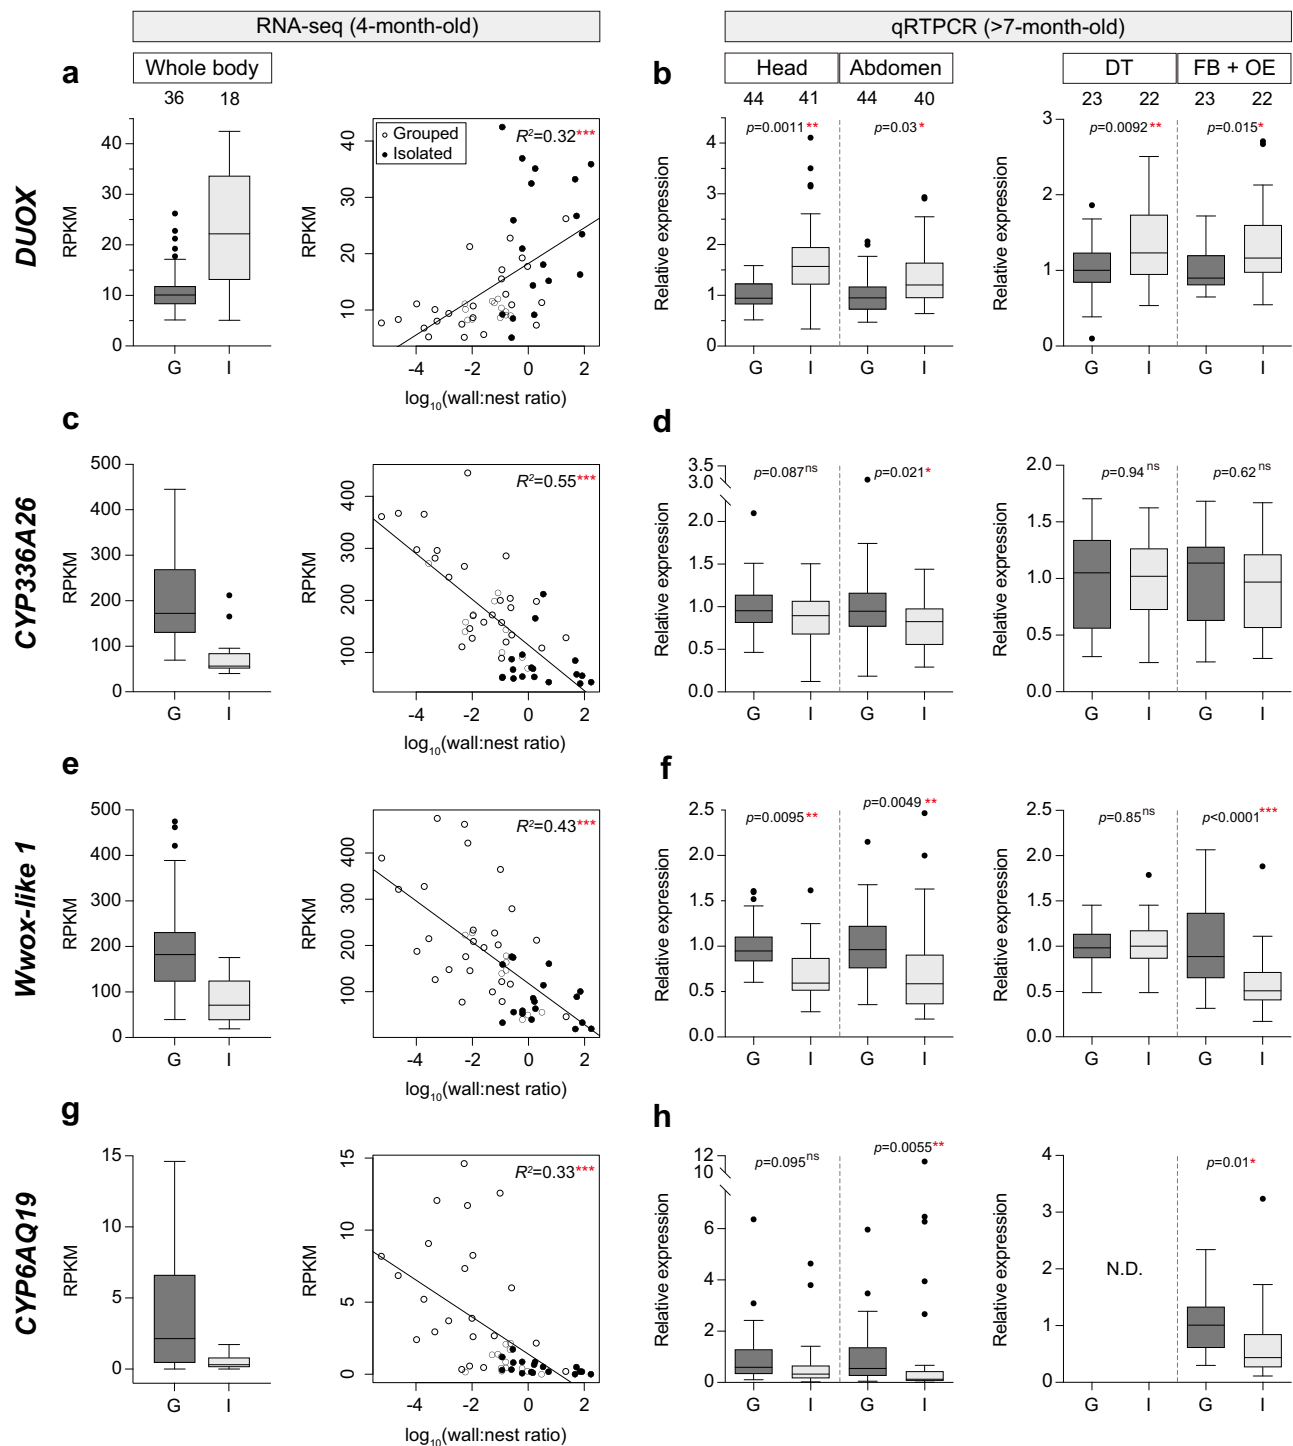 RNA-seq (4-month-old)
qRTPCR (>7-month-old)
a
Whole body
36 18
b
Head Abdomen DT FB + OE
44 41 44 40 23 22 23 22
DUOX
RPKM
40
30
20
10
0
G I
RPKM
40
30
20
10
○ Grouped
● Isolated
R²=0.32***
-4 -2 0 2
log₁₀(wall:nest ratio)
Relative expression
4
3
2
1
0
p=0.0011 **
p=0.03 *
G I G I
Relative expression
3
2
1
0
p=0.0092 **
p=0.015 *
G I G I
c
CYP336A26
RPKM
500
400
300
200
100
0
G I
RPKM
400
300
200
100
R²=0.55***
-4 -2 0 2
log₁₀(wall:nest ratio)
d
Relative expression
3.5
3.0
2.0
1.5
1.0
0.5
0.0
p=0.087 ns
p=0.021 *
G I G I
Relative expression
2.0
1.5
1.0
0.5
0.0
p=0.94 ns
p=0.62 ns
G I G I
e
Wwox-like 1
RPKM
500
400
300
200
100
0
G I
RPKM
400
300
200
100
R²=0.43***
-4 -2 0 2
log₁₀(wall:nest ratio)
f
Relative expression
2.5
2.0
1.5
1.0
0.5
0.0
p=0.0095 **
p=0.0049 **
G I G I
Relative expression
2.5
2.0
1.5
1.0
0.5
0.0
p=0.85 ns
p<0.0001 ***
G I G I
g
CYP6AQ19
RPKM
15
10
5
0
G I
RPKM
15
10
5
0
R²=0.33***
-4 -2 0 2
log₁₀(wall:nest ratio)
h
Relative expression
12
10
6
4
2
0
p=0.095 ns
p=0.0055 **
G I G I
Relative expression
4
3
2
1
0
N.D.
p=0.01 *
G I G I